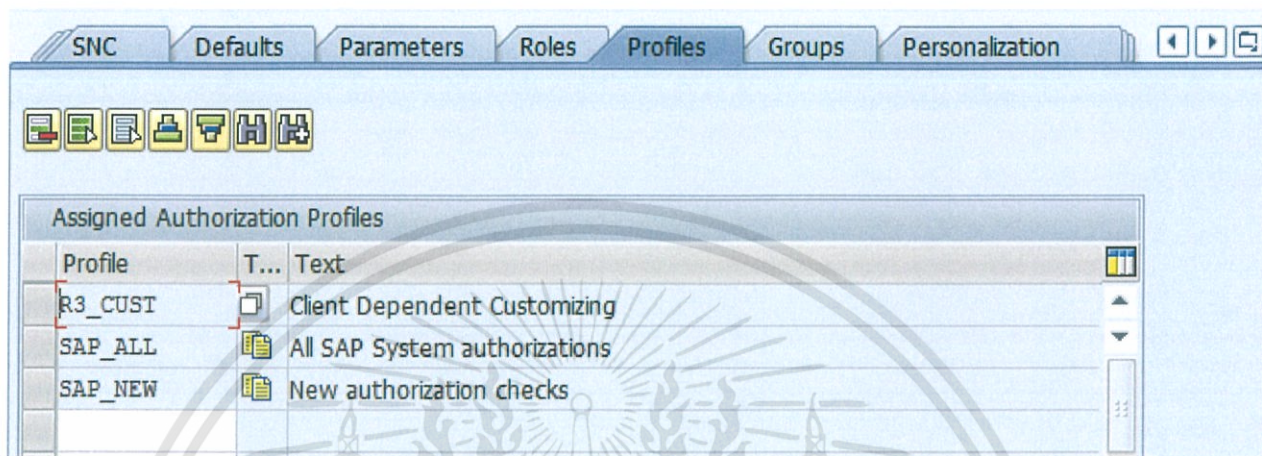 SNC Defaults Parameters Roles Profiles Groups Personalization
Assigned Authorization Profiles
Profile T... Text
R3_CUST Client Dependent Customizing
SAP_ALL All SAP System authorizations
SAP_NEW New authorization checks